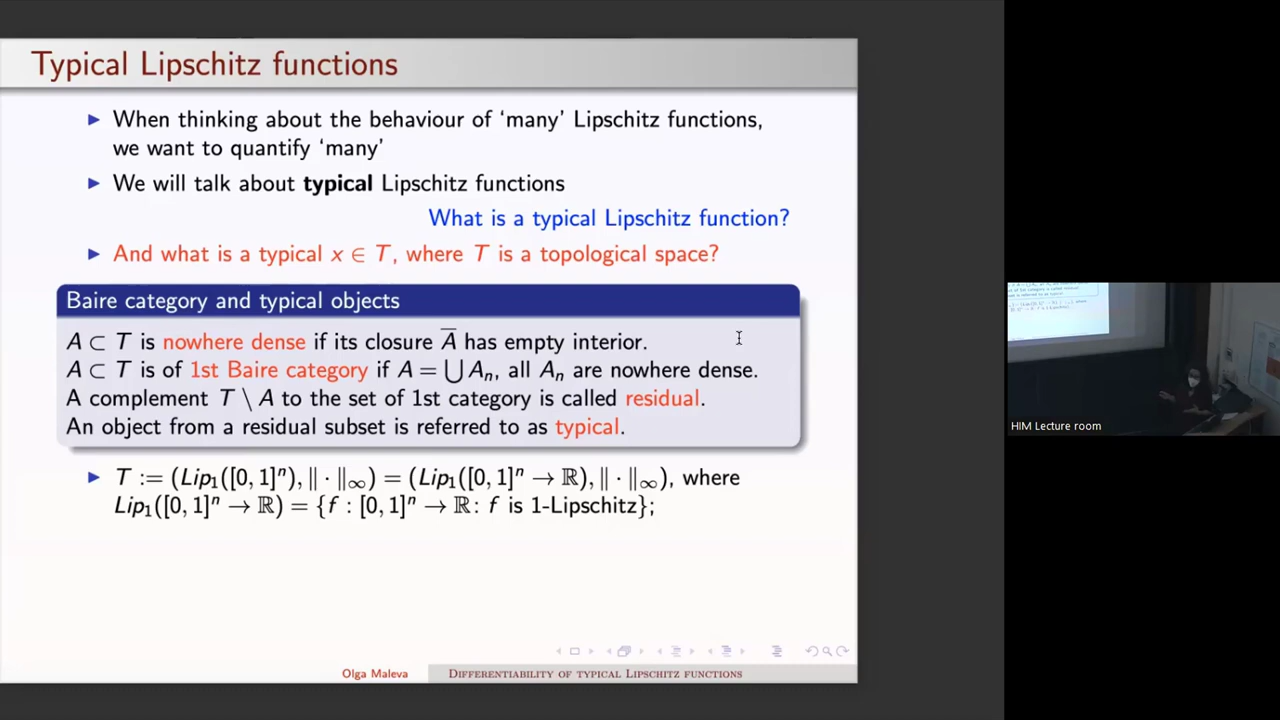 Typical Lipschitz functions
► When thinking about the behaviour of ‘many’ Lipschitz functions,
we want to quantify ‘many’
► We will talk about typical Lipschitz functions
What is a typical Lipschitz function?
► And what is a typical x ∈ T, where T is a topological space?
Baire category and typical objects
A ⊂ T is nowhere dense if its closure A̅ has empty interior.
A ⊂ T is of 1st Baire category if A = ⋃ Aₙ, all Aₙ are nowhere dense.
A complement T \ A to the set of 1st category is called residual.
An object from a residual subset is referred to as typical.
► T := (Lip₁([0, 1]ⁿ), ‖ · ‖∞) = (Lip₁([0, 1]ⁿ → ℝ), ‖ · ‖∞), where
Lip₁([0, 1]ⁿ → ℝ) = {f : [0, 1]ⁿ → ℝ: f is 1-Lipschitz};
Olga Maleva DIFFERENTIABILITY OF TYPICAL LIPSCHITZ FUNCTIONS
HIM Lecture room